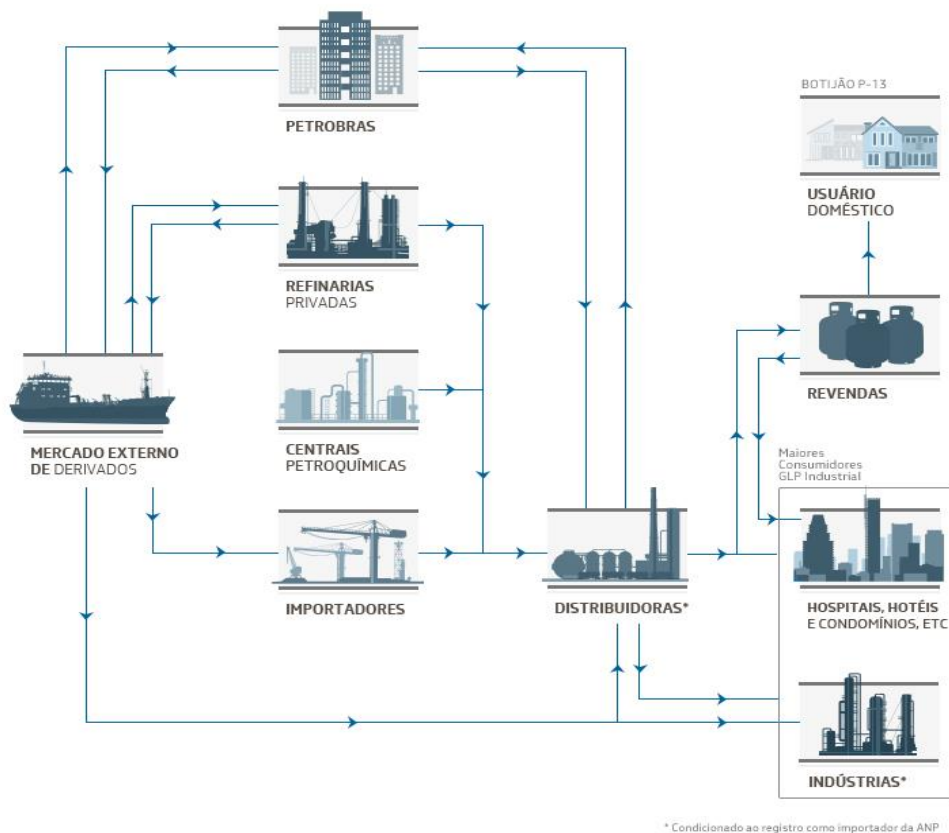 PETROBRAS
BOTIJÃO P-13
USUÁRIO
DOMÉSTICO
REFINARIAS
PRIVADAS
REVENDAS
MERCADO EXTERNO
DE DERIVADOS
CENTRAIS
PETROQUÍMICAS
Maiores
Consumidores
GLP Industrial
IMPORTADORES
DISTRIBUIDORAS*
HOSPITAIS, HOTÉIS
E CONDOMÍNIOS, ETC
INDÚSTRIAS*
* Condicionado ao registro como importador da ANP